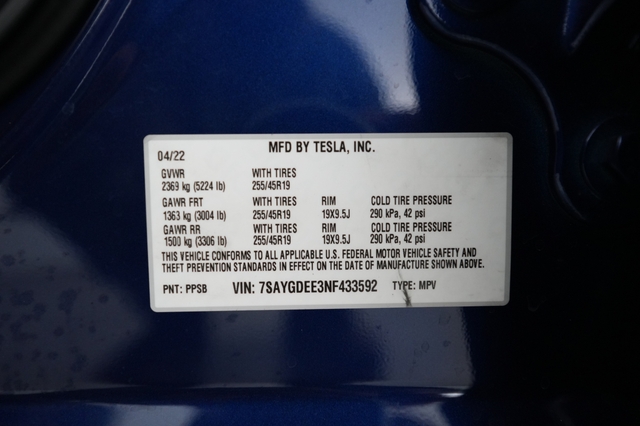 04/22 MFD BY TESLA, INC.
GVWR WITH TIRES
2369 kg (5224 lb) 255/45R19
GAWR FRT WITH TIRES RIM COLD TIRE PRESSURE
1363 kg (3004 lb) 255/45R19 19X9.5J 290 kPa, 42 psi
GAWR RR WITH TIRES RIM COLD TIRE PRESSURE
1500 kg (3306 lb) 255/45R19 19X9.5J 290 kPa, 42 psi
THIS VEHICLE CONFORMS TO ALL APPLICABLE U.S. FEDERAL MOTOR VEHICLE SAFETY AND
THEFT PREVENTION STANDARDS IN EFFECT ON THE DATE OF MANUFACTURE SHOWN ABOVE.
PNT: PPSB VIN: 7SAYGDEE3NF433592 TYPE: MPV